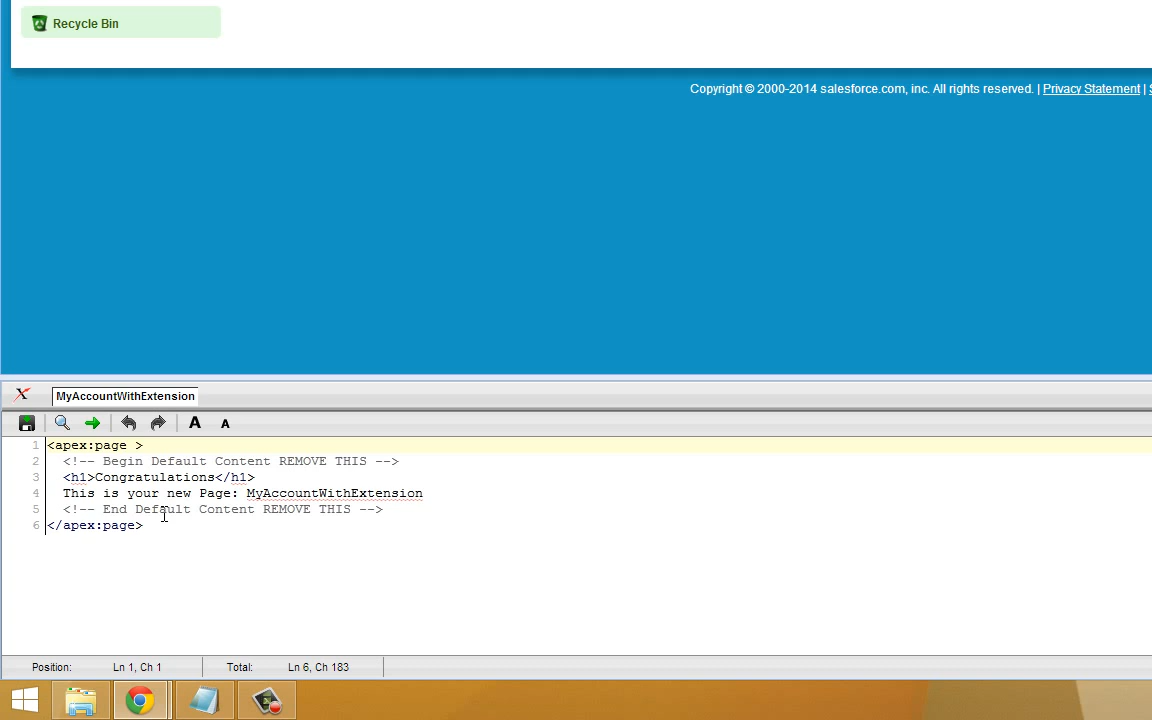 Recycle Bin
Copyright © 2000-2014 salesforce.com, inc. All rights reserved. | Privacy Statement |
MyAccountWithExtension
A A
1 <apex:page >
2 <!-- Begin Default Content REMOVE THIS -->
3 <h1>Congratulations</h1>
4 This is your new Page: MyAccountWithExtension
5 <!-- End Default Content REMOVE THIS -->
6 </apex:page>
Position: Ln 1, Ch 1 Total: Ln 6, Ch 183